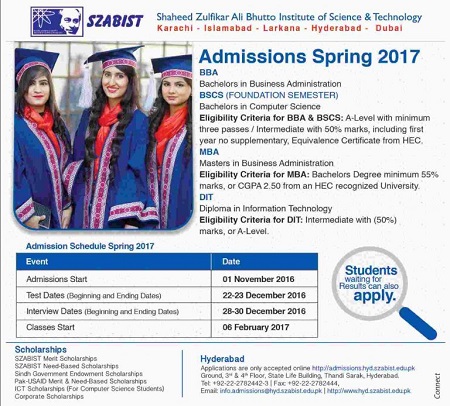 SZABIST
Shaheed Zulfikar Ali Bhutto Institute of Science & Technology
Karachi - Islamabad - Larkana - Hyderabad - Dubai
Admissions Spring 2017
BBA
Bachelors in Business Administration
BSCS (FOUNDATION SEMESTER)
Bachelors in Computer Science
Eligibility Criteria for BBA & BSCS: A-Level with minimum
three passes / Intermediate with 50% marks, including first
year no supplementary, Equivalence Certificate from HEC.
MBA
Masters in Business Administration
Eligibility Criteria for MBA: Bachelors Degree minimum 55%
marks, or CGPA 2.50 from an HEC recognized University.
DIT
Diploma in Information Technology
Eligibility Criteria for DIT: Intermediate with (50%)
marks, or A-Level.
Admission Schedule Spring 2017
Event Date
Admissions Start 01 November 2016
Test Dates (Beginning and Ending Dates) 22-23 December 2016
Interview Dates (Beginning and Ending Dates) 28-30 December 2016
Classes Start 06 February 2017
Students
waiting for
Results can also
apply.
Scholarships
SZABIST Merit Scholarships
SZABIST Need-Based Scholarships
Sindh Government Endowment Scholarships
Pak-USAID Merit & Need-Based Scholarships
ICT Scholarships (For Computer Science Students)
Corporate Scholarships
Hyderabad
Applications are only accepted online http://admissions.hyd.szabist.edu.pk
Ground, 3rd & 4th Floor, State Life Building, Thandi Sarak, Hyderabad.
Tel: +92-22-2782442-3 | Fax: +92-22-2782444,
Email: info.admissions@hyd.szabist.edu.pk | http://www.hyd.szabist.edu.pk
Connect